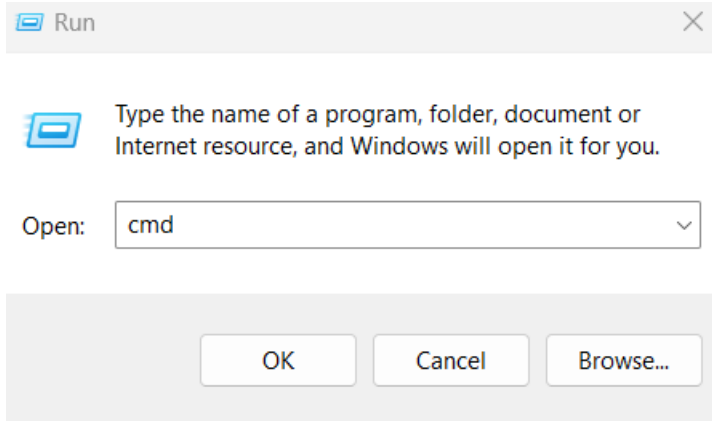 Run
Type the name of a program, folder, document or
Internet resource, and Windows will open it for you.
Open: cmd
OK Cancel Browse...